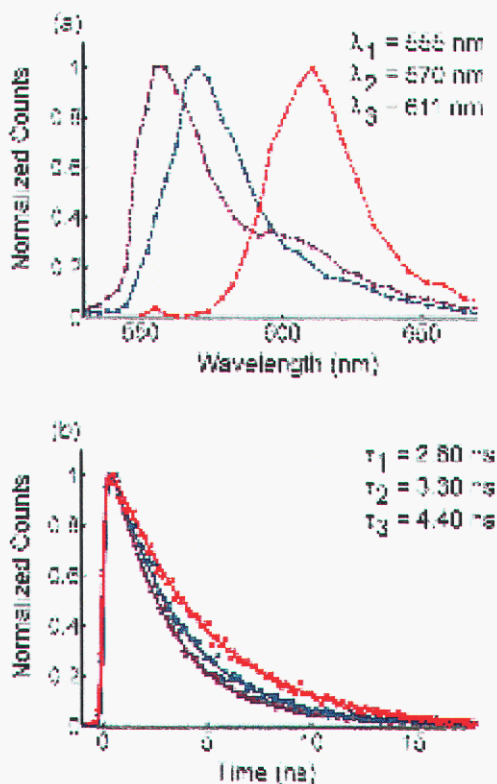 (a)
λ1 = 555 nm
λ2 = 570 nm
λ3 = 611 nm
Normalized Counts
1
0.8
0.6
0.4
0.2
0
550
600
650
Wavelength (nm)
(b)
τ1 = 2.80 ns
τ2 = 3.30 ns
τ3 = 4.40 ns
Normalized Counts
1
0.8
0.6
0.4
0.2
0
0
5
10
15
Time (ns)